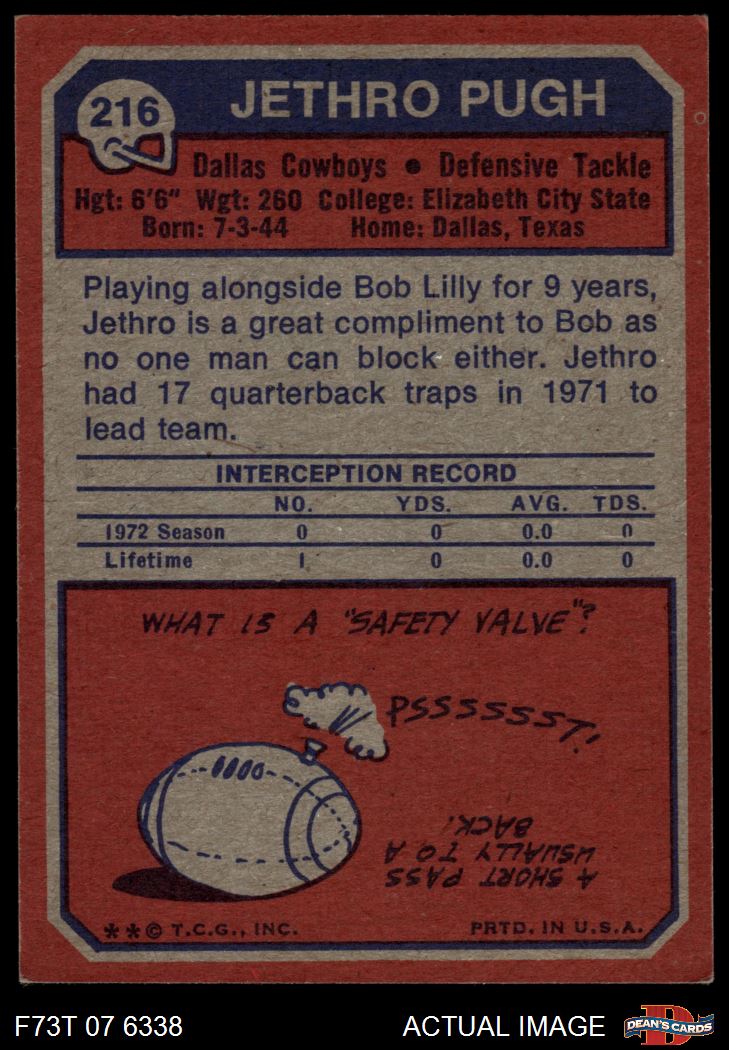 216
JETHRO PUGH
Dallas Cowboys • Defensive Tackle
Hgt: 6'6" Wgt: 260 College: Elizabeth City State
Born: 7-3-44 Home: Dallas, Texas
Playing alongside Bob Lilly for 9 years,
Jethro is a great compliment to Bob as
no one man can block either. Jethro
had 17 quarterback traps in 1971 to
lead team.
INTERCEPTION RECORD
NO. YDS. AVG. TDS.
1972 Season 0 0 0.0 0
Lifetime 1 0 0.0 0
WHAT IS A "SAFETY VALVE"?
PSSSSSSST!
A SHORT PASS
USUALLY TO A
BACK!
**© T.C.G., INC. PRTD. IN U.S.A.
F73T 07 6338 ACTUAL IMAGE
D
DEAN'S CARDS